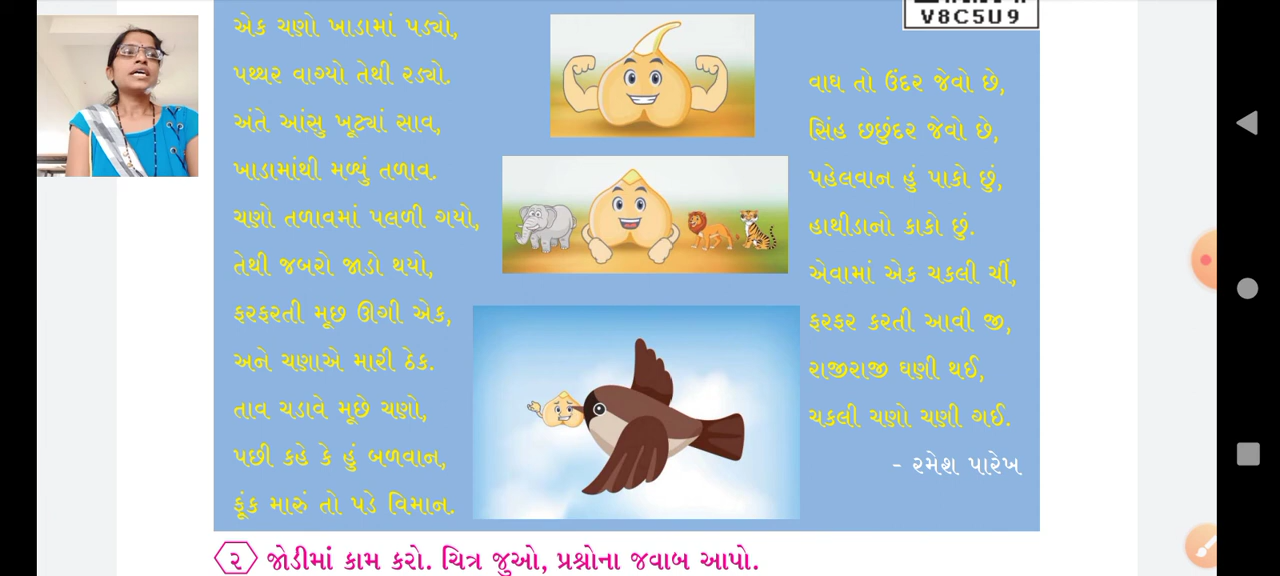 V8C5U9
એક ચણો ખાડામાં પડ્યો,
પથ્થર વાગ્યો તેથી રડ્યો.
અંતે આંસુ ખૂટ્યાં સાવ,
ખાડામાંથી મળ્યું તળાવ.
ચણો તળાવમાં પલળી ગયો,
તેથી જબરો જાડો થયો,
ફરફરતી મૂછ ઊગી એક,
અને ચણાએ મારી ઠેક.
તાવ ચડાવે મૂછે ચણો,
પછી કહે કે હું બળવાન,
ફૂંક મારું તો પડે વિમાન.
વાઘ તો ઉંદર જેવો છે,
સિંહ છછુંદર જેવો છે,
પહેલવાન હું પાકો છું,
હાથીડાનો કાકો છું.
એવામાં એક ચકલી ચીં,
ફરફર કરતી આવી જી,
રાજીરાજી ઘણી થઈ,
ચકલી ચણો ચણી ગઈ.
- રમેશ પારેખ
૨ જોડીમાં કામ કરો. ચિત્ર જુઓ, પ્રશ્નોના જવાબ આપો.